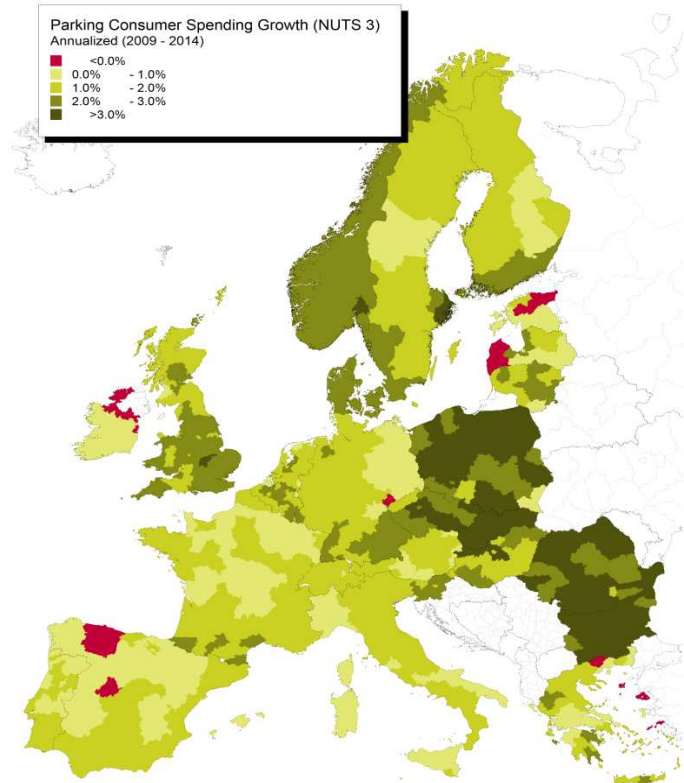 Parking Consumer Spending Growth (NUTS 3)
Annualized (2009 - 2014)
<0.0%
0.0% - 1.0%
1.0% - 2.0%
2.0% - 3.0%
>3.0%